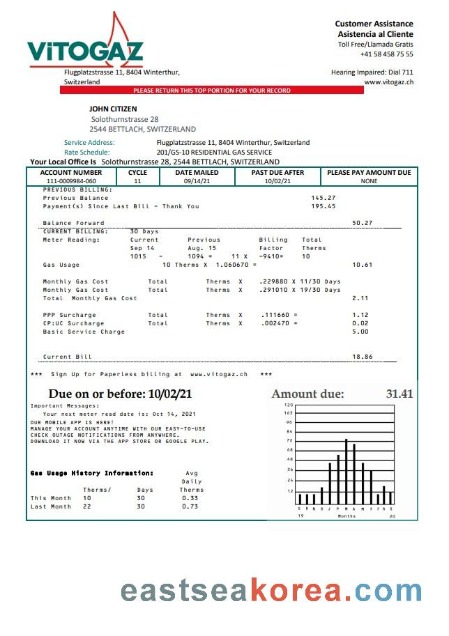 VITOGAZ
Customer Assistance
Asistencia al Cliente
Toll Free/Llamada Gratis
+41 58 458 75 55
Flugplatzstrasse 11, 8404 Winterthur,
Switzerland
Hearing Impaired: Dial 711
www.vitogaz.ch
PLEASE RETURN THIS TOP PORTION FOR YOUR RECORD
JOHN CITIZEN
Solothurnstrasse 28
2544 BETTLACH, SWITZERLAND
Service Address: Flugplatzstrasse 11, 8404 Winterthur, Switzerland
Rate Schedule: 201/GS-10 RESIDENTIAL GAS SERVICE
Your Local Office Is Solothurnstrasse 28, 2544 BETTLACH, SWITZERLAND
ACCOUNT NUMBER CYCLE DATE MAILED PAST DUE AFTER PLEASE PAY AMOUNT DUE
111-0009984-060 11 09/14/21 10/02/21 NONE
PREVIOUS BILLING:
Previous Balance 145.27
Payment(s) Since Last Bill - Thank You 195.45
Balance Forward 50.27
CURRENT BILLING: 30 Days
Meter Reading: Current Previous Billing Total
Sep 14 Aug. 15 Factor Therms
1015 - 1094 = 11 X -9410= 10
Gas Usage 10 Therms X 1.060670 = 10.61
Monthly Gas Cost Total Therms X .229880 X 11/30 Days
Monthly Gas Cost Total Therms X .291010 X 19/30 Days
Total Monthly Gas Cost 2.11
PPP Surcharge Total Therms X .111660 = 1.12
CP:UC Surcharge Total Therms X .002470 = 0.02
Basic Service Charge 5.00
Current Bill 18.86
*** Sign Up for Paperless billing at www.vitogaz.ch ***
Due on or before: 10/02/21 Amount due: 31.41
Important Messages:
Your next meter read date is: Oct 14, 2021
OUR MOBILE APP IS HERE!
MANAGE YOUR ACCOUNT ANYTIME WITH OUR EASY-TO-USE
CHECK OUTAGE NOTIFICATIONS FROM ANYWHERE.
DOWNLOAD IT NOW VIA THE APP STORE OR GOOGLE PLAY.
Gas Usage History Information: Avg
Daily
Therms/ Days Therms
This Month 10 30 0.33
Last Month 22 30 0.73
120
84
72
48
36
24
12
Months
eastseakorea.com